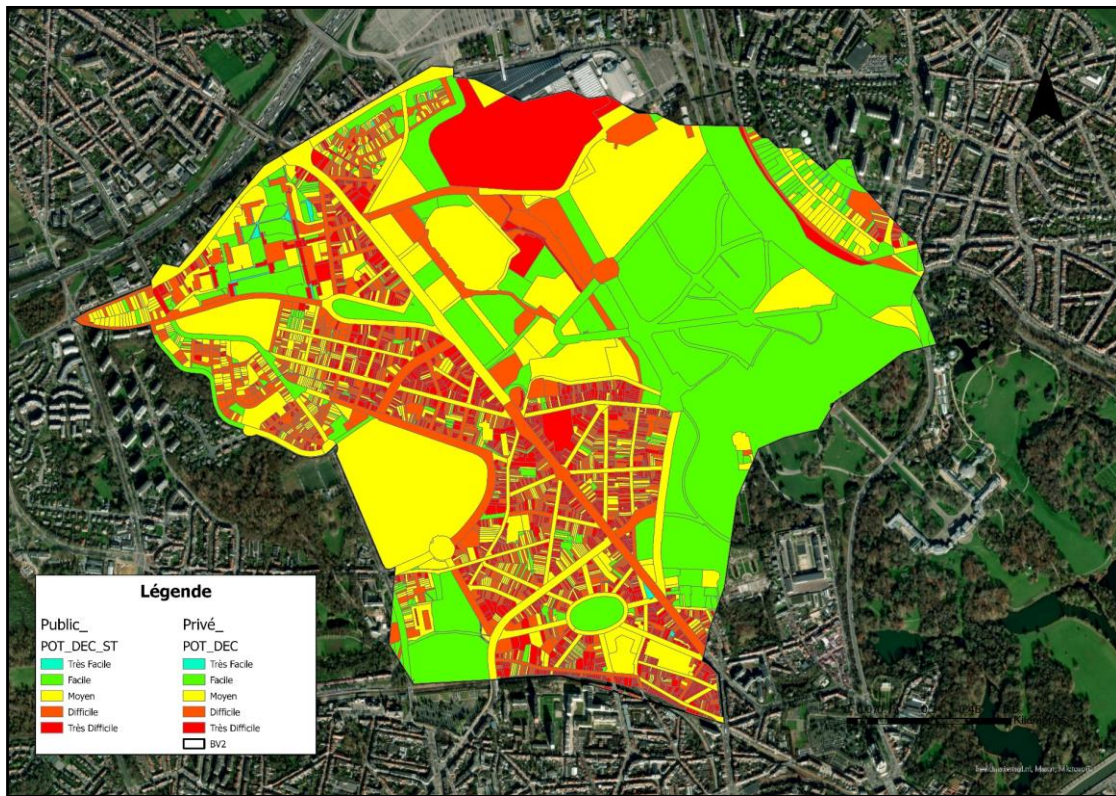 Légende
Public_ Privé_
POT_DEC_ST POT_DEC
Très Facile Très Facile
Facile Facile
Moyen Moyen
Difficile Difficile
Très Difficile Très Difficile
BV2